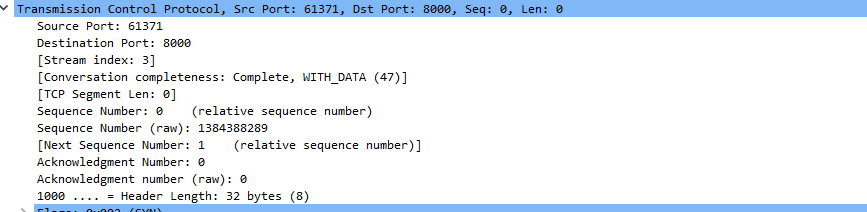 Transmission Control Protocol, Src Port: 61371, Dst Port: 8000, Seq: 0, Len: 0
Source Port: 61371
Destination Port: 8000
[Stream index: 3]
[Conversation completeness: Complete, WITH_DATA (47)]
[TCP Segment Len: 0]
Sequence Number: 0    (relative sequence number)
Sequence Number (raw): 1384388289
[Next Sequence Number: 1    (relative sequence number)]
Acknowledgment Number: 0
Acknowledgment number (raw): 0
1000 .... = Header Length: 32 bytes (8)
Flags: 0x002 (SYN)